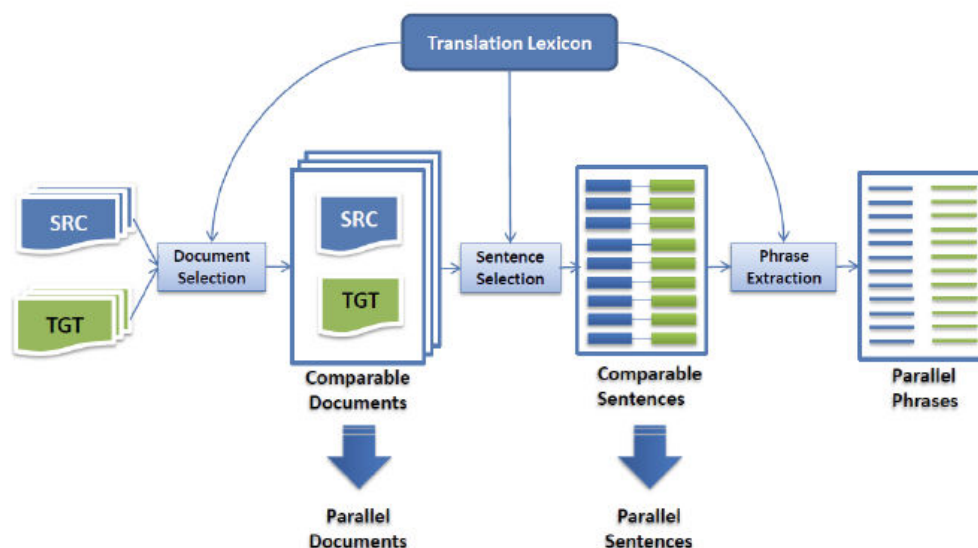 Translation Lexicon
SRC
TGT
Document
Selection
SRC
TGT
Comparable
Documents
Parallel
Documents
Sentence
Selection
Comparable
Sentences
Parallel
Sentences
Phrase
Extraction
Parallel
Phrases